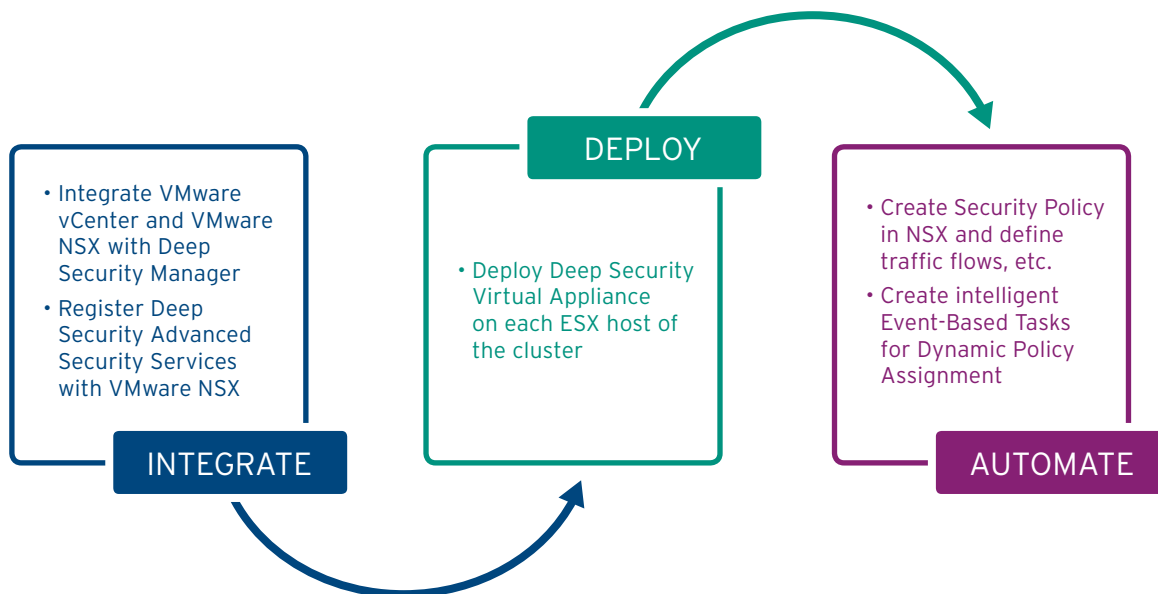 • Integrate VMware
vCenter and VMware
NSX with Deep
Security Manager
• Register Deep
Security Advanced
Security Services
with VMware NSX
INTEGRATE
DEPLOY
• Deploy Deep Security
Virtual Appliance
on each ESX host of
the cluster
• Create Security Policy
in NSX and define
traffic flows, etc.
• Create intelligent
Event-Based Tasks
for Dynamic Policy
Assignment
AUTOMATE